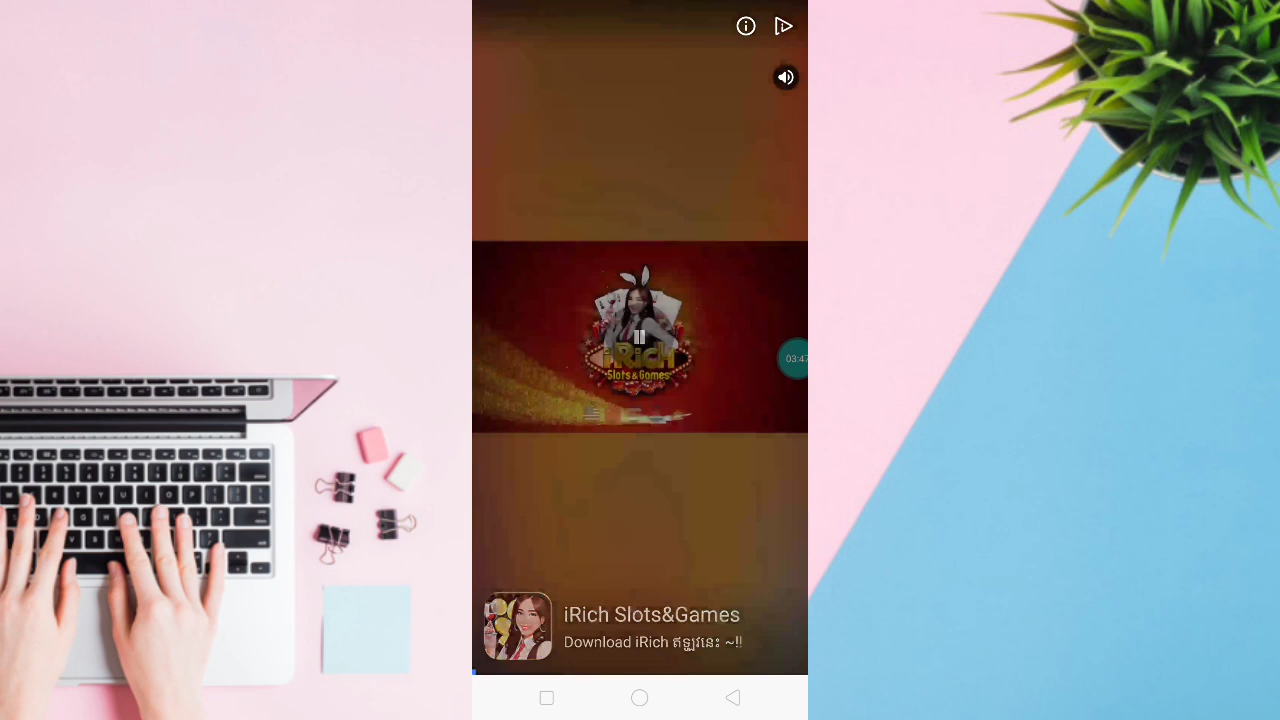 03:47
iRich
Slots & Games
iRich Slots&Games
Download iRich ឥឡូវនេះ ~!!